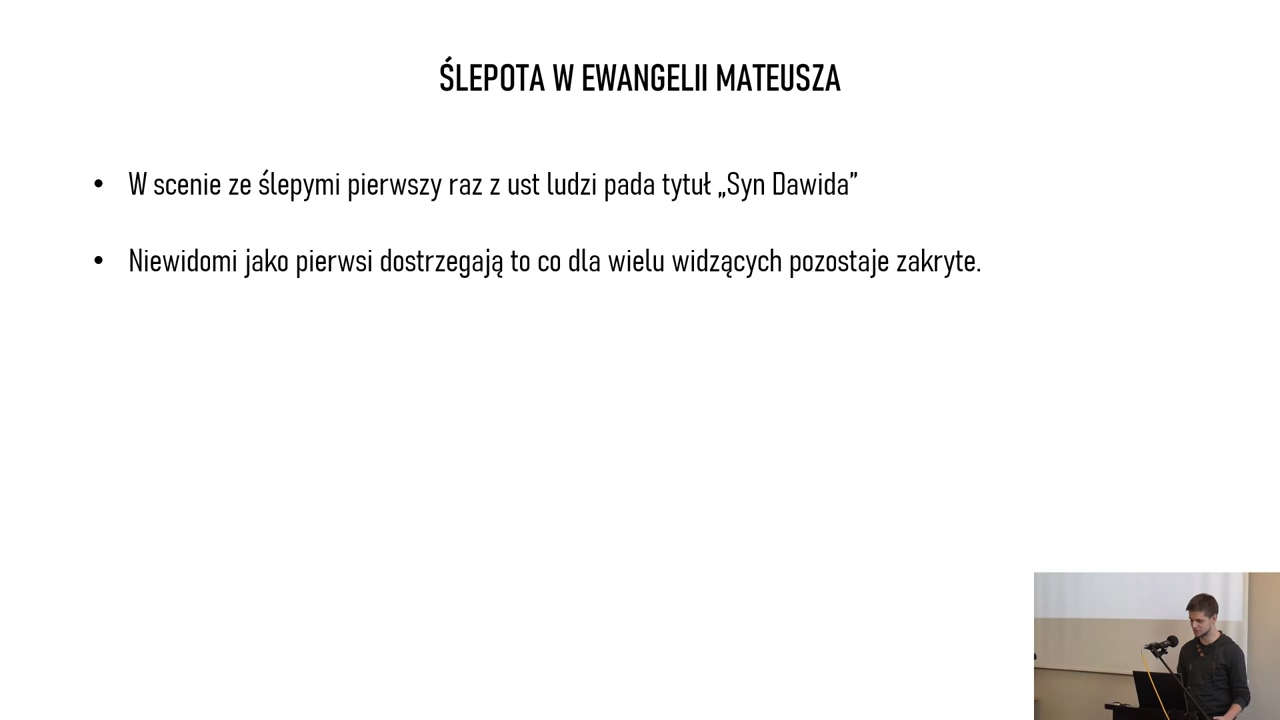 ŚLEPOTA W EWANGELII MATEUSZA
• W scenie ze ślepymi pierwszy raz z ust ludzi pada tytuł „Syn Dawida”
• Niewidomi jako pierwsi dostrzegają to co dla wielu widzących pozostaje zakryte.